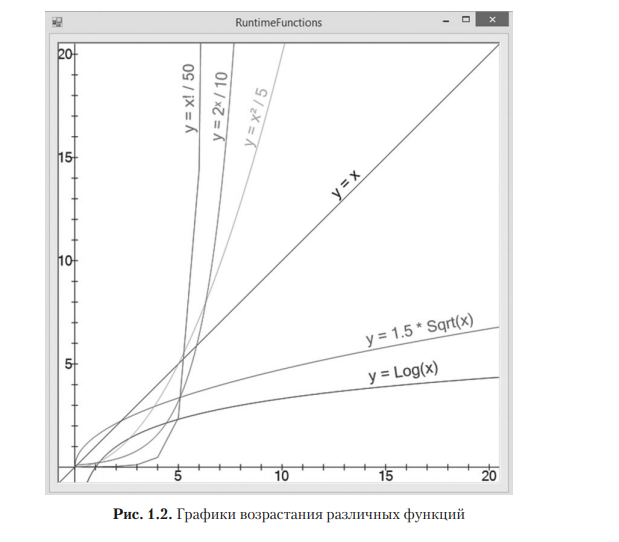 RuntimeFunctions
20
15
10
5
y = x! / 50
y = 2ˣ / 10
y = x² / 5
y = x
y = 1.5 * Sqrt(x)
y = Log(x)
5
10
15
20
Рис. 1.2. Графики возрастания различных функций